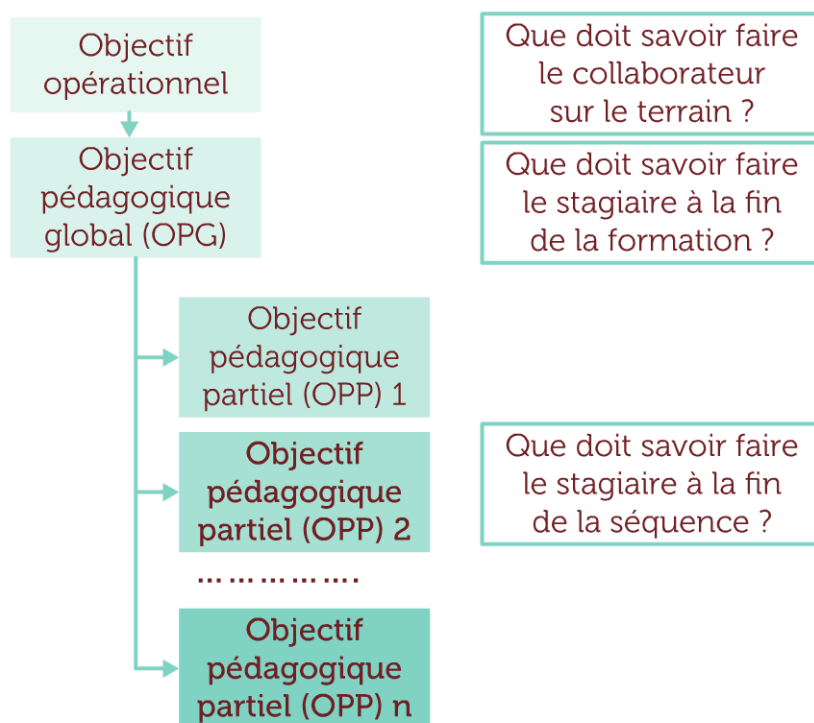 Objectif
opérationnel
Que doit savoir faire
le collaborateur
sur le terrain ?
Objectif
pédagogique
global (OPG)
Que doit savoir faire
le stagiaire à la fin
de la formation ?
Objectif
pédagogique
partiel (OPP) 1
Objectif
pédagogique
partiel (OPP) 2
Que doit savoir faire
le stagiaire à la fin
de la séquence ?
… … … … … .
Objectif
pédagogique
partiel (OPP) n